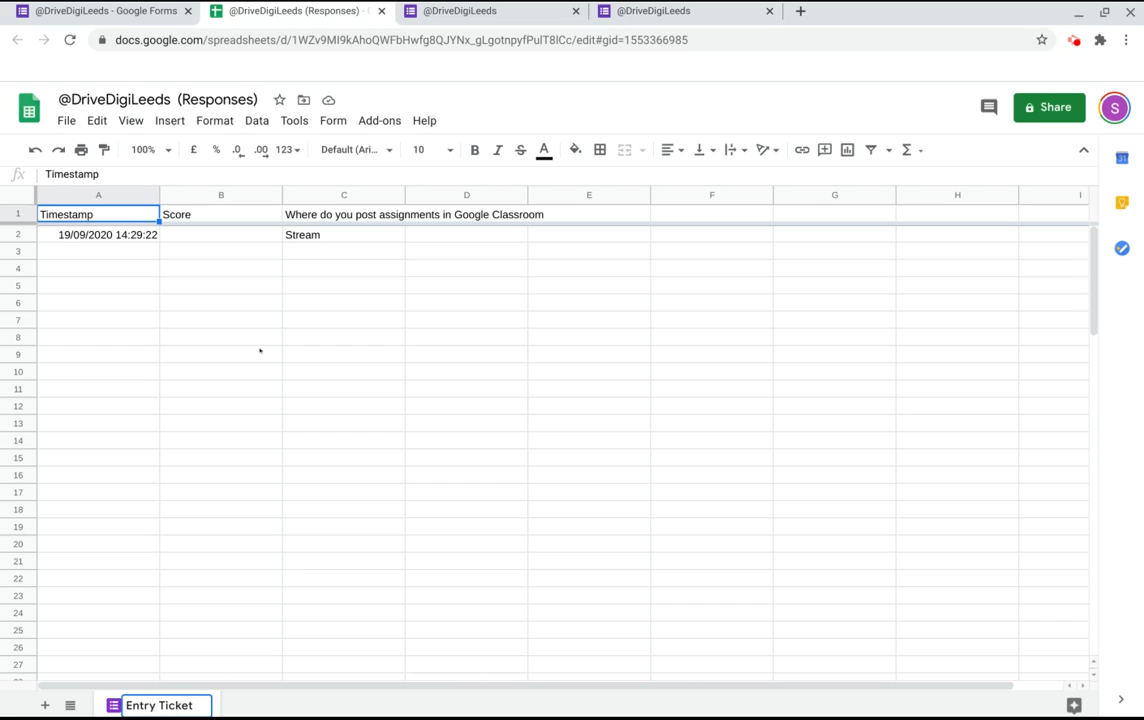 @DriveDigiLeeds - Google Forms
@DriveDigiLeeds (Responses) - G
@DriveDigiLeeds
@DriveDigiLeeds
docs.google.com/spreadsheets/d/1WZv9MI9kAhoQWFbHwfg8QJYNx_gLgotnpyfPulT8lCc/edit#gid=1553366985
@DriveDigiLeeds (Responses)
Share
S
File Edit View Insert Format Data Tools Form Add-ons Help
100% £ % .0 .00 123 Default (Ari... 10 B I S A
31
fx Timestamp
A B C D E F G H I
1 Timestamp Score Where do you post assignments in Google Classroom
2 19/09/2020 14:29:22 Stream
3
4
5
6
7
8
9
10
11
12
13
14
15
16
17
18
19
20
21
22
23
24
25
26
27
Entry Ticket